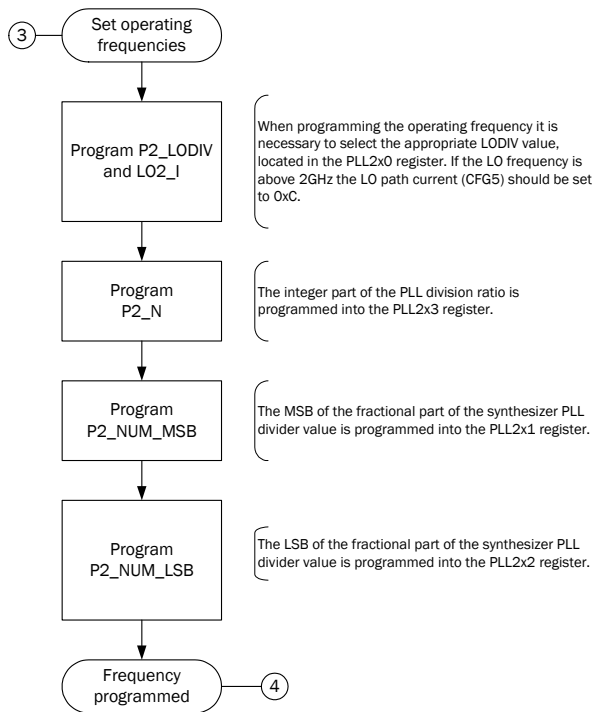 3
Set operating
frequencies
Program P2_LODIV
and LO2_I
When programming the operating frequency it is
necessary to select the appropriate LODIV value,
located in the PLL2x0 register. If the LO frequency is
above 2GHz the LO path current (CFG5) should be set
to 0xC.
Program
P2_N
The integer part of the PLL division ratio is
programmed into the PLL2x3 register.
Program
P2_NUM_MSB
The MSB of the fractional part of the synthesizer PLL
divider value is programmed into the PLL2x1 register.
Program
P2_NUM_LSB
The LSB of the fractional part of the synthesizer PLL
divider value is programmed into the PLL2x2 register.
Frequency
programmed
4